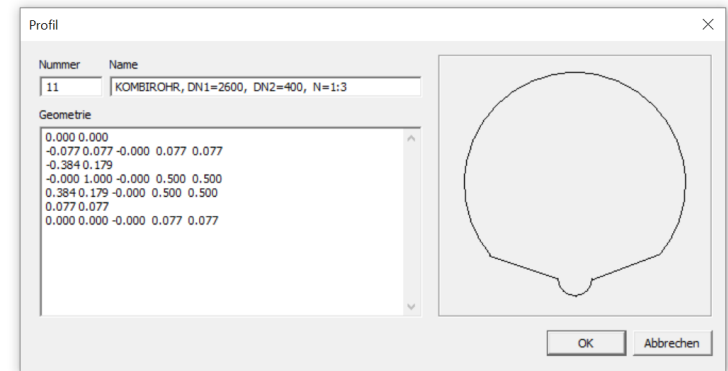 Profil
Nummer Name
11 KOMBIROHR, DN1=2600, DN2=400, N=1:3
Geometrie
0.000 0.000
-0.077 0.077 -0.000 0.077 0.077
-0.384 0.179
-0.000 1.000 -0.000 0.500 0.500
0.384 0.179 -0.000 0.500 0.500
0.077 0.077
0.000 0.000 -0.000 0.077 0.077
OK Abbrechen